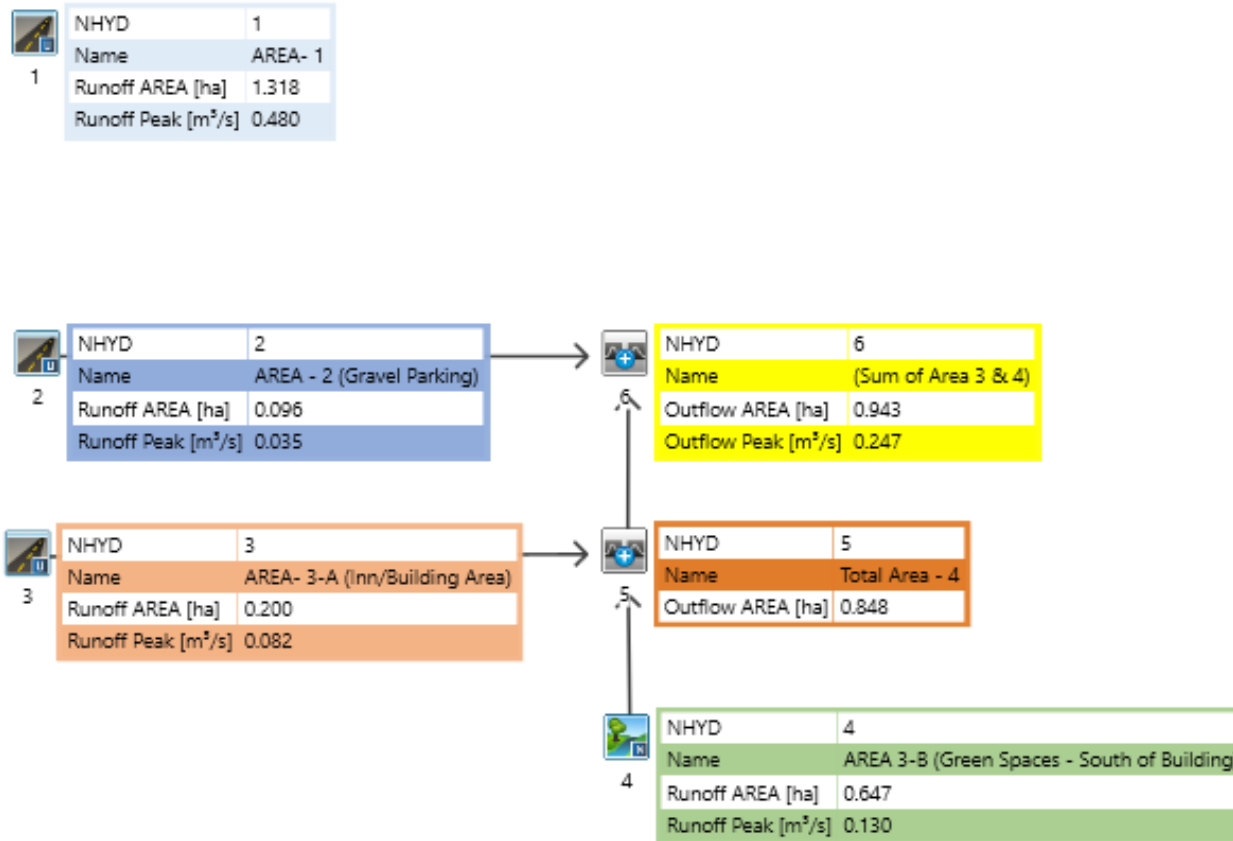 NHYD 1
Name AREA- 1
1
Runoff AREA [ha] 1.318
Runoff Peak [m³/s] 0.480
NHYD 2
Name AREA - 2 (Gravel Parking)
2
Runoff AREA [ha] 0.096
Runoff Peak [m³/s] 0.035
NHYD 6
Name (Sum of Area 3 & 4)
6
Outflow AREA [ha] 0.943
Outflow Peak [m³/s] 0.247
NHYD 3
Name AREA- 3-A (Inn/Building Area)
3
Runoff AREA [ha] 0.200
Runoff Peak [m³/s] 0.082
NHYD 5
Name Total Area - 4
5
Outflow AREA [ha] 0.848
NHYD 4
Name AREA 3-B (Green Spaces - South of Building
4
Runoff AREA [ha] 0.647
Runoff Peak [m³/s] 0.130